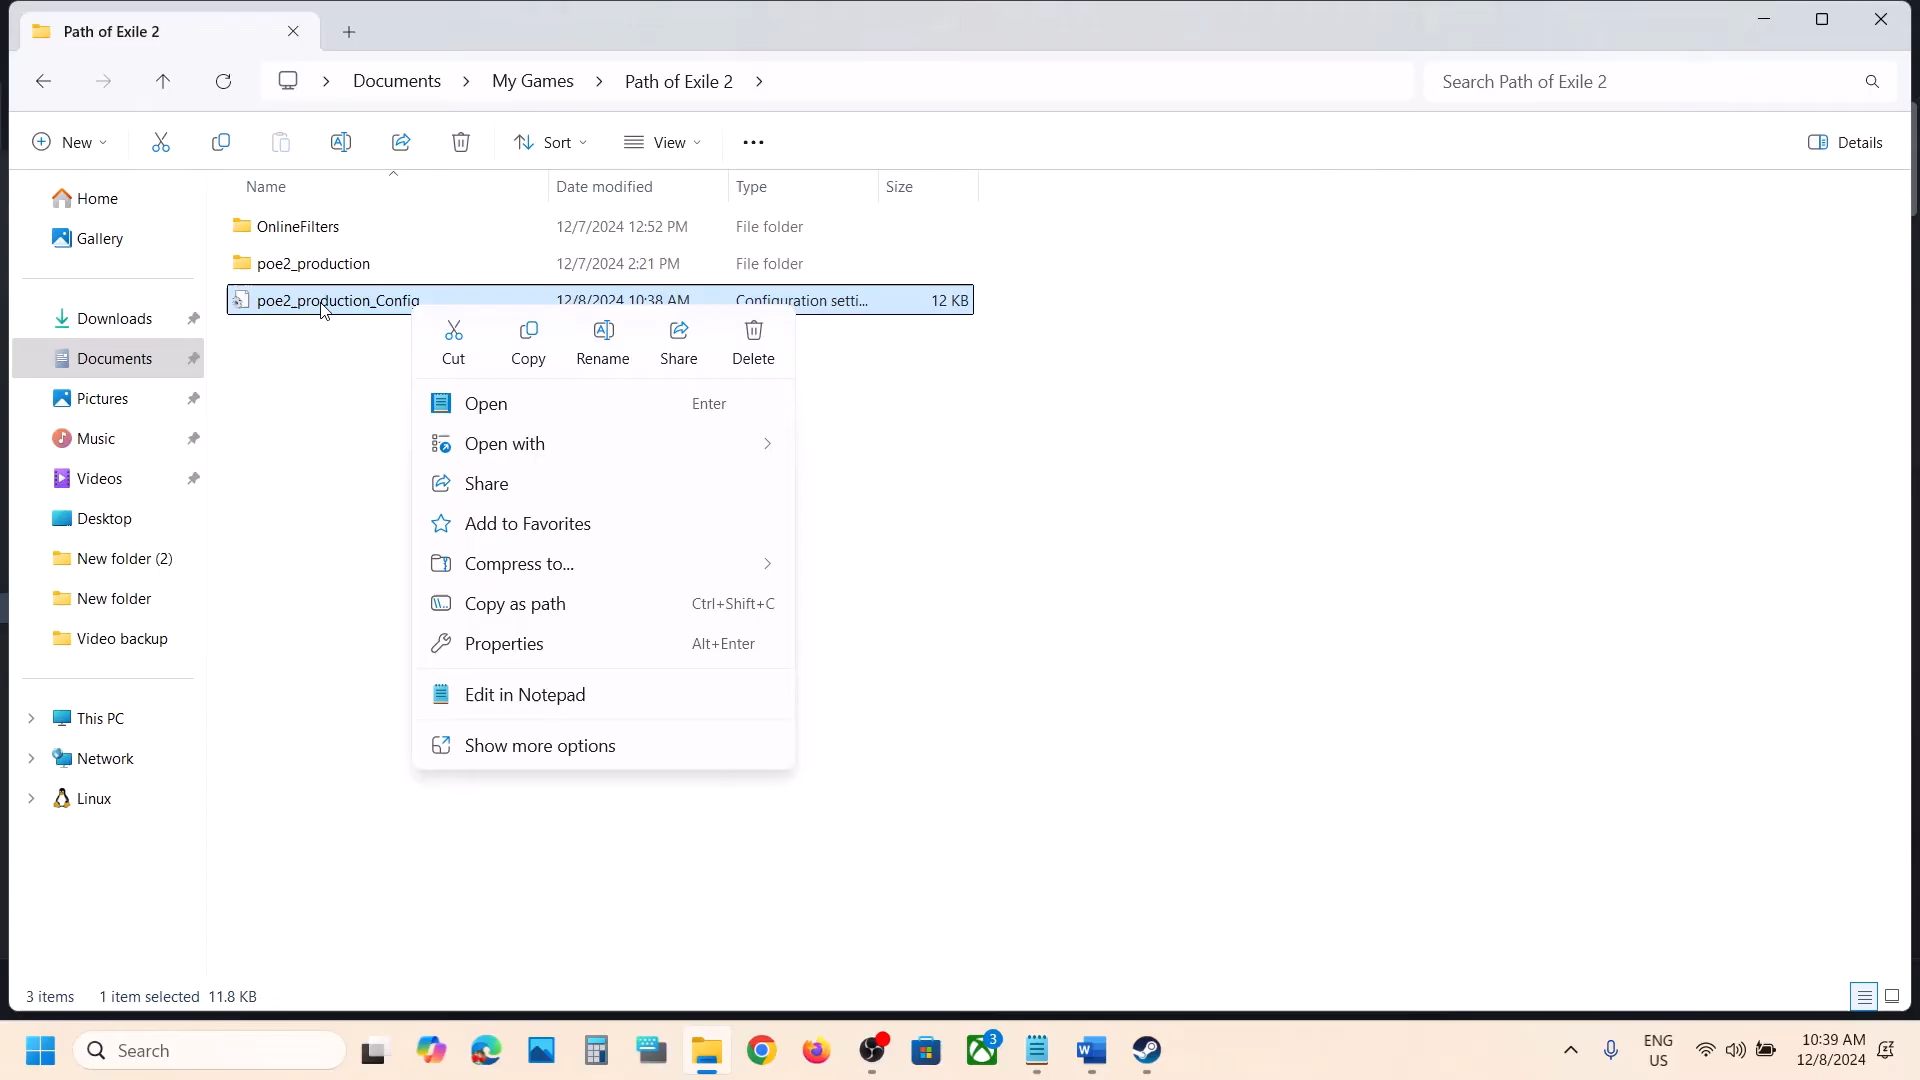 Path of Exile 2
Documents
My Games
Path of Exile 2
Search Path of Exile 2
New
Sort
View
Details
Name
Date modified
Type
Size
Home
Gallery
Downloads
Documents
Pictures
Music
Videos
Desktop
New folder (2)
New folder
Video backup
This PC
Network
Linux
OnlineFilters
12/7/2024 12:52 PM
File folder
poe2_production
12/7/2024 2:21 PM
File folder
poe2_production_Config
12/8/2024 10:38 AM
Configuration setti...
12 KB
Cut
Copy
Rename
Share
Delete
Open
Enter
Open with
Share
Add to Favorites
Compress to...
Copy as path
Ctrl+Shift+C
Properties
Alt+Enter
Edit in Notepad
Show more options
3 items
1 item selected 11.8 KB
Search
3
ENG
US
10:39 AM
12/8/2024